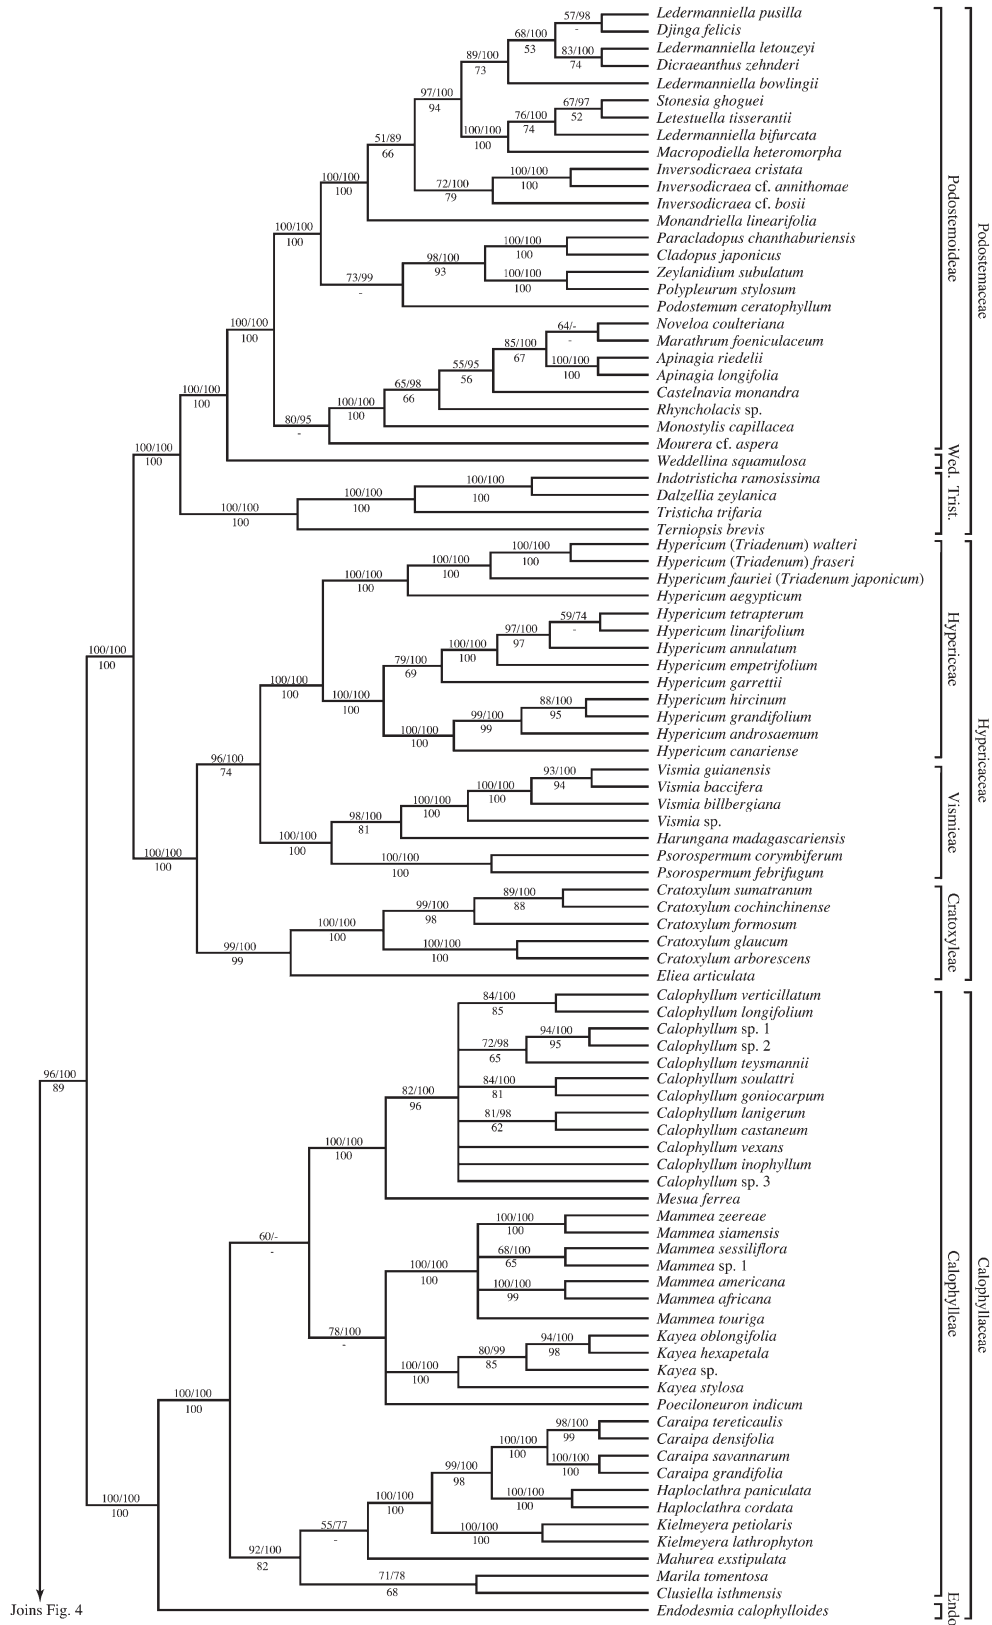 57/98
-
Ledermanniella pusilla
Djinga felicis
68/100
53
83/100
74
Ledermanniella letouzeyi
Dicraeanthus zehnderi
89/100
73
Ledermanniella bowlingii
97/100
94
67/97
52
Stonesia ghoguei
Letestuella tisserantii
76/100
74
Ledermanniella bifurcata
100/100
100
Macropodiella heteromorpha
51/89
66
100/100
100
Inversodicraea cristata
Inversodicraea cf. annithomae
72/100
79
Inversodicraea cf. bosii
100/100
100
Monandriella linearifolia
100/100
100
100/100
100
Paracladopus chanthaburiensis
Cladopus japonicus
98/100
93
100/100
100
Zeylanidium subulatum
Polypleurum stylosum
73/99
-
Podostemum ceratophyllum
100/100
100
64/-
-
Noveloa coulteriana
Marathrum foeniculaceum
85/100
67
100/100
100
Apinagia riedelii
Apinagia longifolia
55/95
56
Castelnavia monandra
65/98
66
Rhyncholacis sp.
100/100
100
Monostylis capillacea
80/95
-
Mourera cf. aspera
100/100
100
Weddellina squamulosa
100/100
100
100/100
100
Indotristicha ramosissima
Dalzellia zeylanica
100/100
100
Tristicha trifaria
100/100
100
Terniopsis brevis
Podostemoideae
Wed.
Trist.
Podostemaceae
100/100
100
100/100
100
Hypericum (Triadenum) walteri
Hypericum (Triadenum) fraseri
100/100
100
Hypericum fauriei (Triadenum japonicum)
100/100
100
Hypericum aegypticum
59/74
-
Hypericum tetrapterum
Hypericum linarifolium
97/100
97
Hypericum annulatum
100/100
100
Hypericum empetrifolium
79/100
69
Hypericum garrettii
100/100
100
100/100
100
88/100
95
Hypericum hircinum
Hypericum grandifolium
99/100
99
Hypericum androsaemum
100/100
100
Hypericum canariense
96/100
74
93/100
94
Vismia guianensis
Vismia baccifera
100/100
100
Vismia billbergiana
100/100
100
Vismia sp.
98/100
81
Harungana madagascariensis
100/100
100
100/100
100
Psorospermum corymbiferum
Psorospermum febrifugum
100/100
100
89/100
88
Cratoxylum sumatranum
Cratoxylum cochinchinense
99/100
98
Cratoxylum formosum
100/100
100
100/100
100
Cratoxylum glaucum
Cratoxylum arborescens
99/100
99
Eliea articulata
Hypericeae
Vismieae
Cratoxyleae
Hypericaceae
96/100
89
84/100
85
Calophyllum verticillatum
Calophyllum longifolium
94/100
95
Calophyllum sp. 1
Calophyllum sp. 2
72/98
65
Calophyllum teysmannii
84/100
81
Calophyllum soulattri
Calophyllum goniocarpum
82/100
96
81/98
62
Calophyllum lanigerum
Calophyllum castaneum
Calophyllum vexans
Calophyllum inophyllum
Calophyllum sp. 3
100/100
100
Mesua ferrea
60/-
-
100/100
100
Mammea zeereae
Mammea siamensis
68/100
65
Mammea sessiliflora
Mammea sp. 1
100/100
100
100/100
99
Mammea americana
Mammea africana
Mammea touriga
78/100
-
94/100
98
Kayea oblongifolia
Kayea hexapetala
80/99
85
Kayea sp.
100/100
100
Kayea stylosa
Poeciloneuron indicum
100/100
100
98/100
99
Caraipa tereticaulis
Caraipa densifolia
100/100
100
100/100
100
Caraipa savannarum
Caraipa grandifolia
99/100
98
100/100
100
Haploclathra paniculata
Haploclathra cordata
100/100
100
100/100
100
Kielmeyera petiolaris
Kielmeyera lathrophyton
55/77
-
Mahurea exstipulata
92/100
82
71/78
68
Marila tomentosa
Clusiella isthmensis
100/100
100
Endodesmia calophylloides
Calophylleae
Endo
Calophyllaceae
Joins Fig. 4